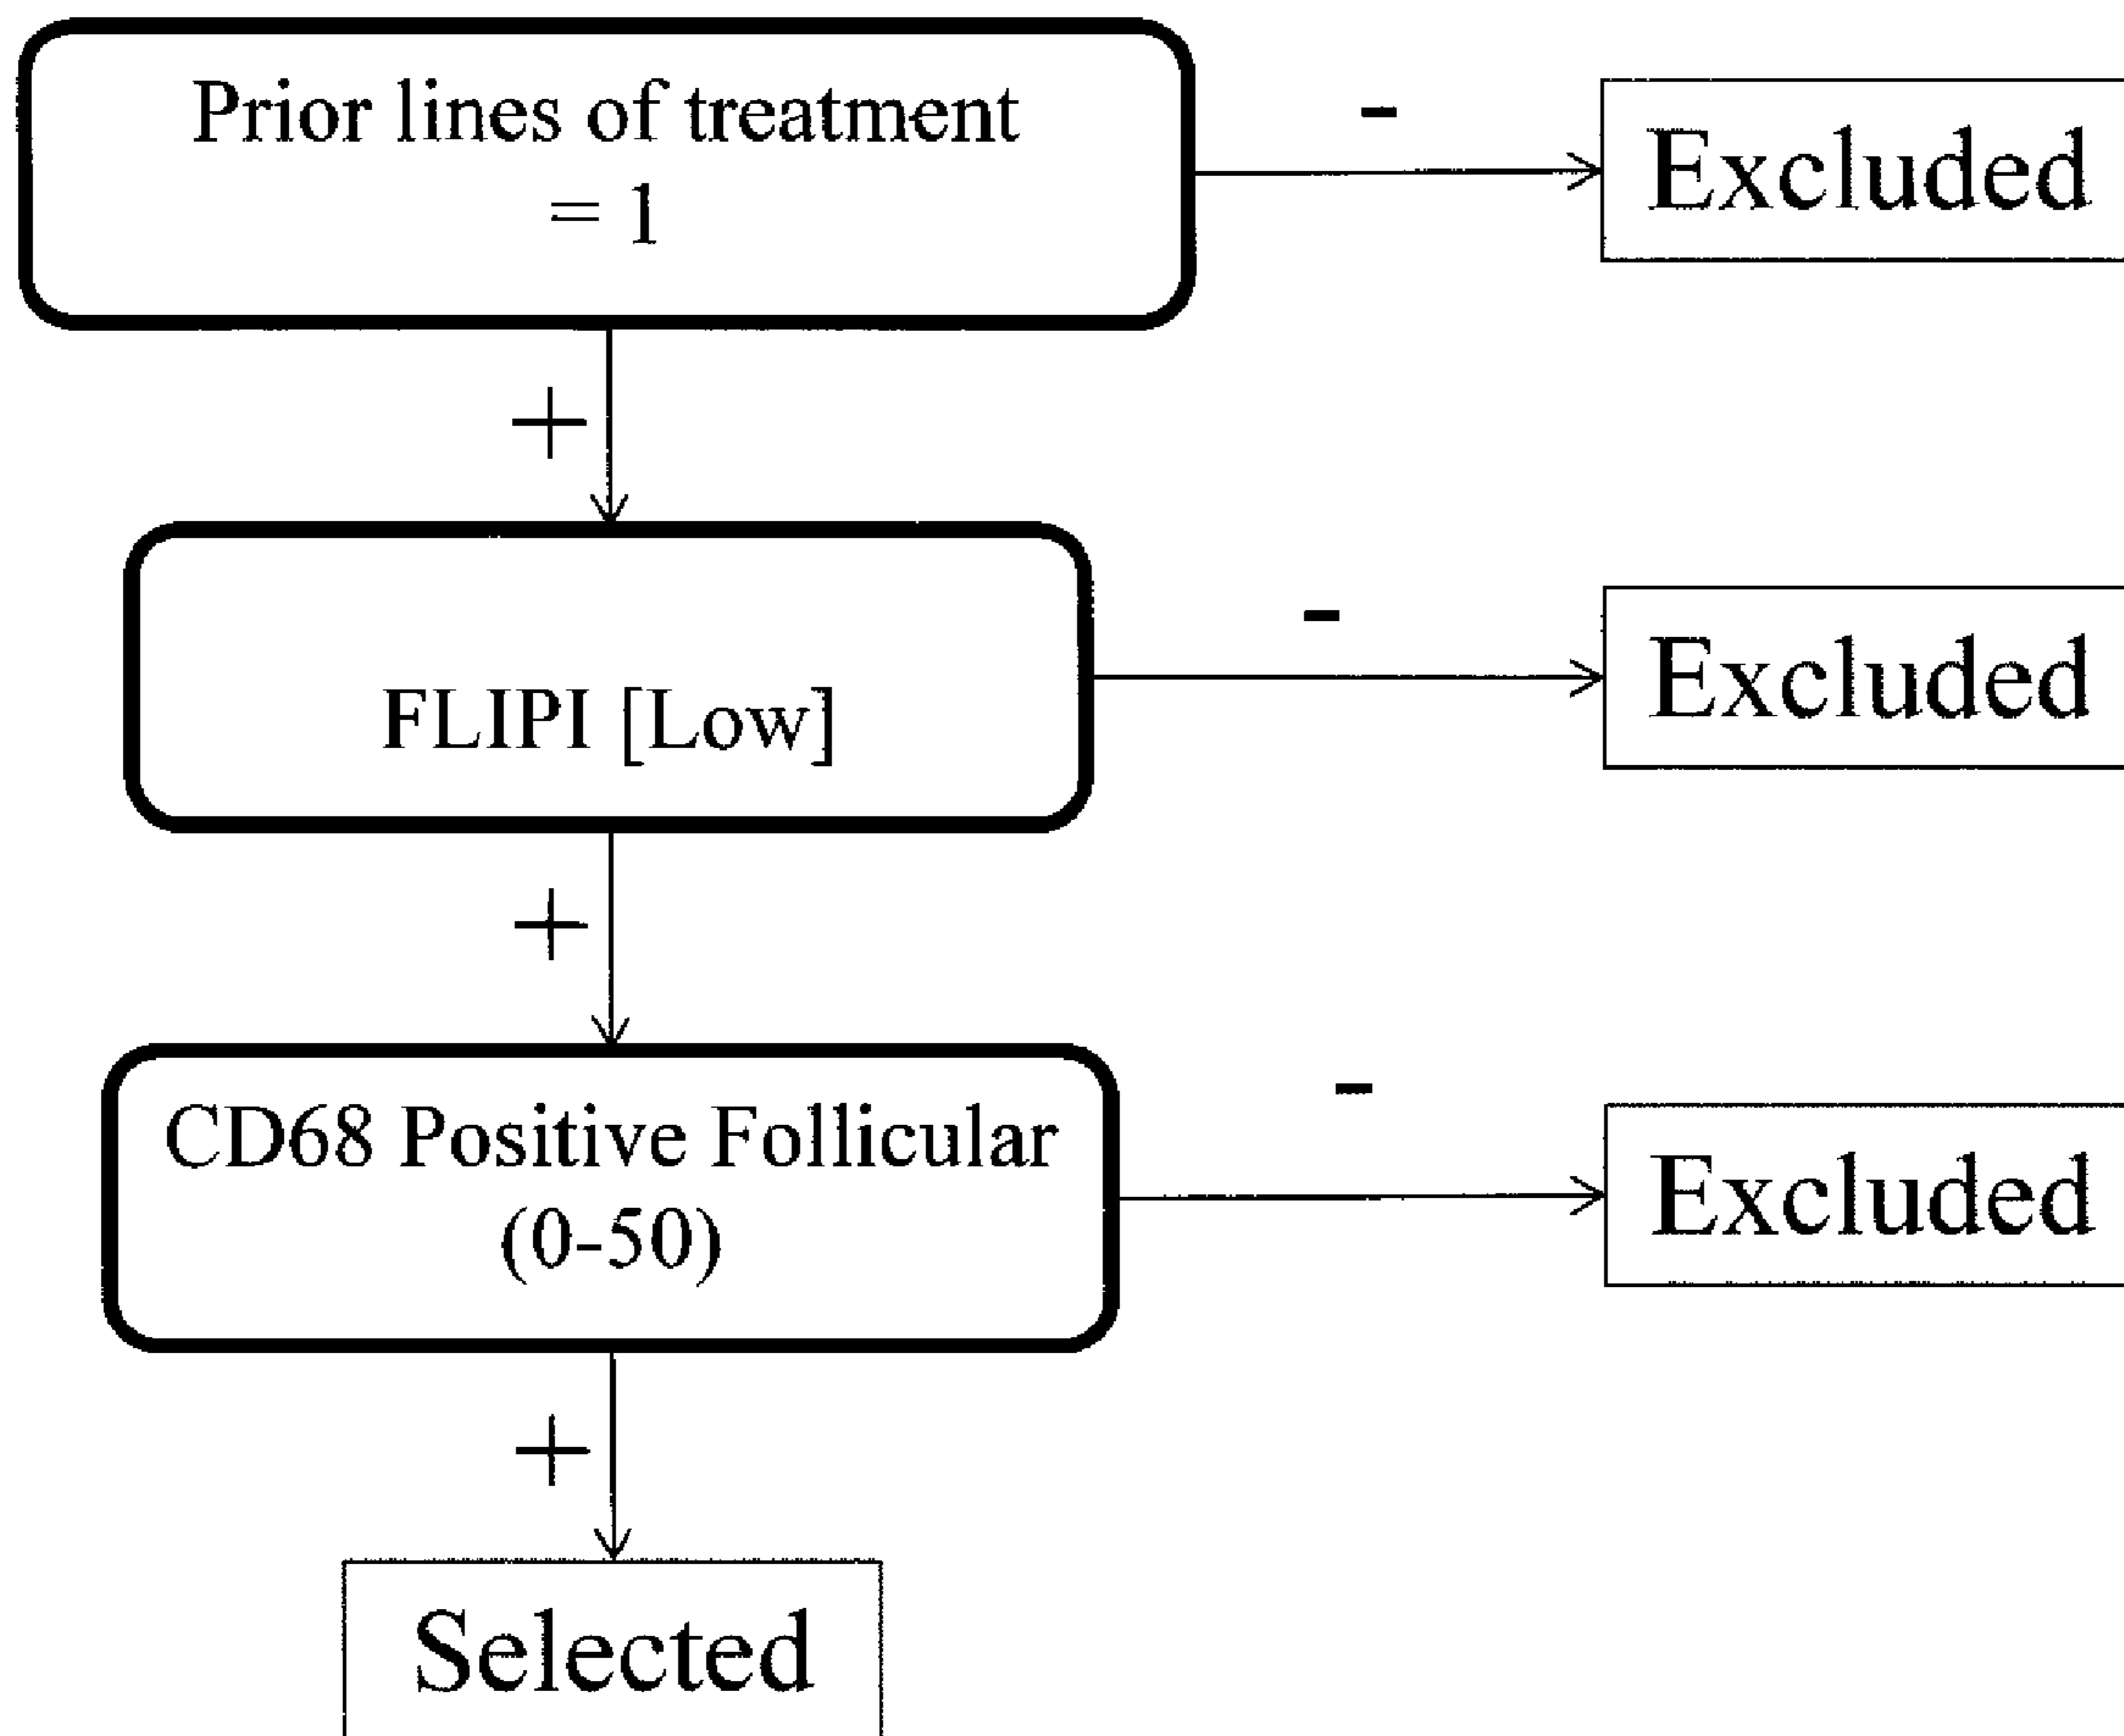 Prior lines of treatment
= 1
-
Excluded
+
FLIPI [Low]
-
Excluded
+
CD68 Positive Follicular
(0-50)
-
Excluded
+
Selected